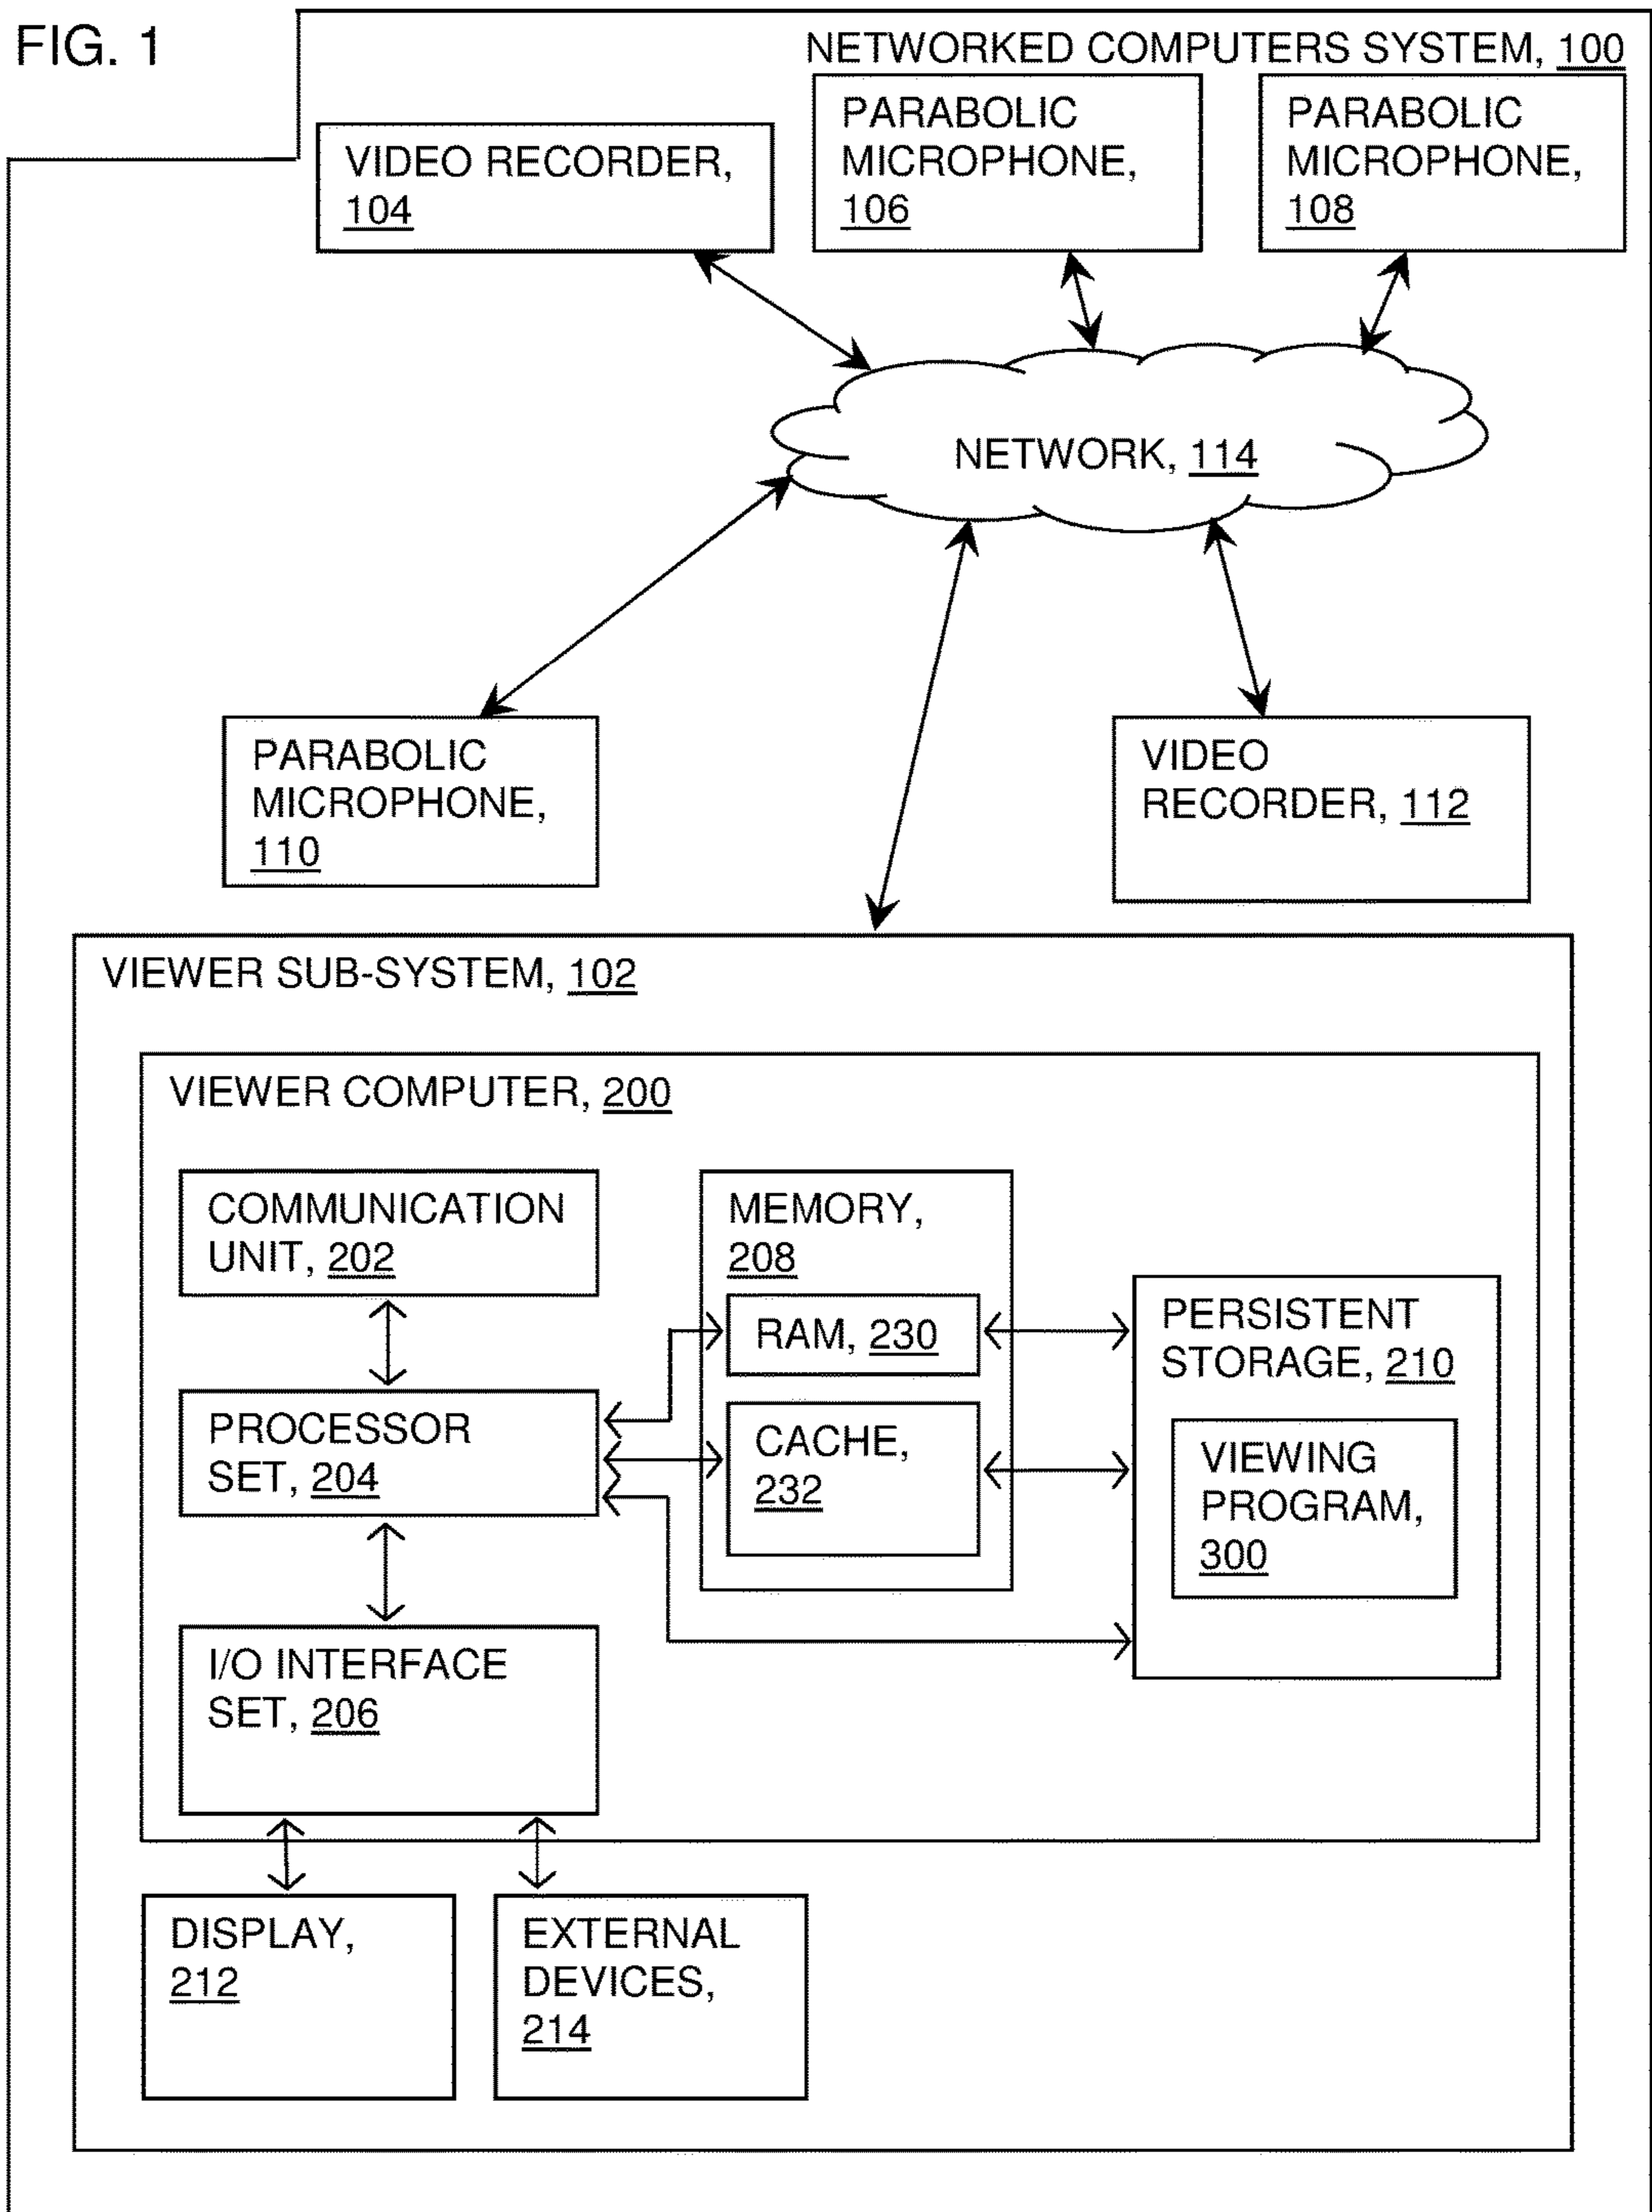 FIG. 1
NETWORKED COMPUTERS SYSTEM, 100
VIDEO RECORDER,
104
PARABOLIC
MICROPHONE,
106
PARABOLIC
MICROPHONE,
108
NETWORK, 114
PARABOLIC
MICROPHONE,
110
VIDEO
RECORDER, 112
VIEWER SUB-SYSTEM, 102
VIEWER COMPUTER, 200
COMMUNICATION
UNIT, 202
MEMORY,
208
RAM, 230
PERSISTENT
STORAGE, 210
PROCESSOR
SET, 204
CACHE,
232
VIEWING
PROGRAM,
300
I/O INTERFACE
SET, 206
DISPLAY,
212
EXTERNAL
DEVICES,
214